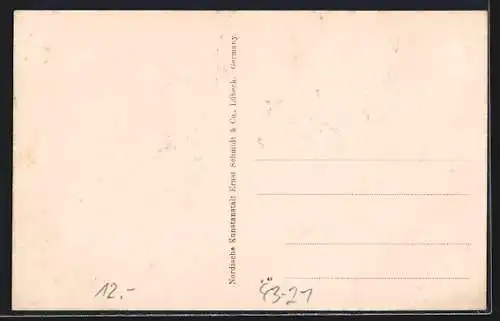 Nordische Kunstanstalt Ernst Schmidt & Co., Lübeck. Germany.
12.-
43-21